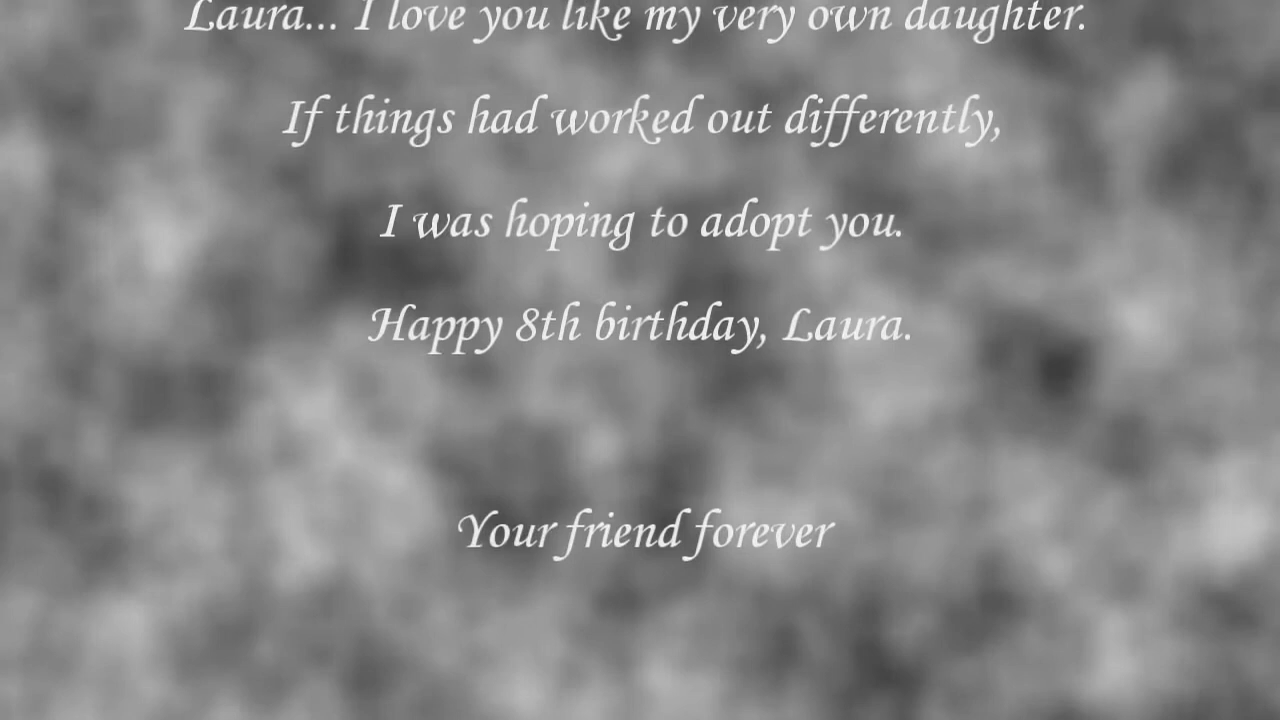 Laura... I love you like my very own daughter.
If things had worked out differently,
I was hoping to adopt you.
Happy 8th birthday, Laura.
Your friend forever